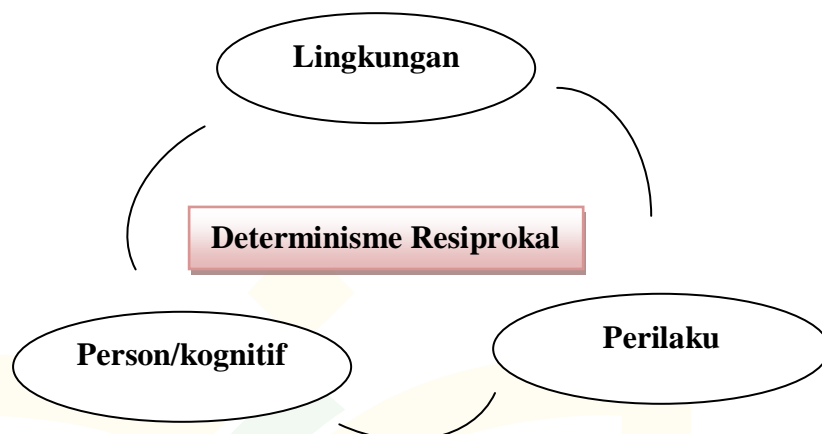 Lingkungan
Determinisme Resiprokal
Person/kognitif
Perilaku